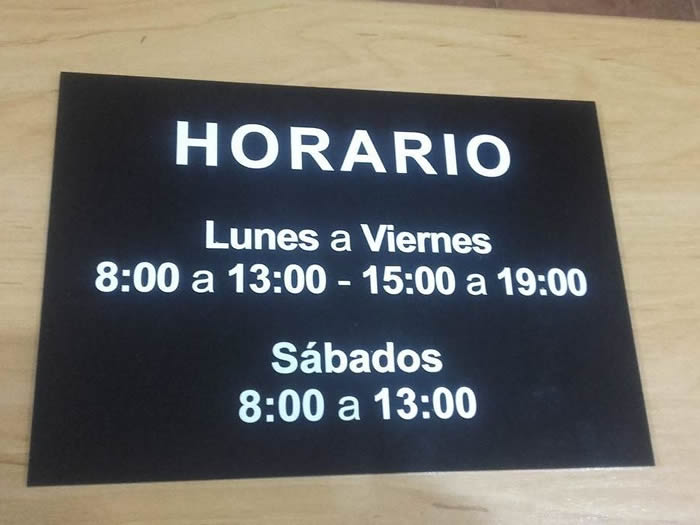 HORARIO
Lunes a Viernes
8:00 a 13:00 - 15:00 a 19:00
Sábados
8:00 a 13:00